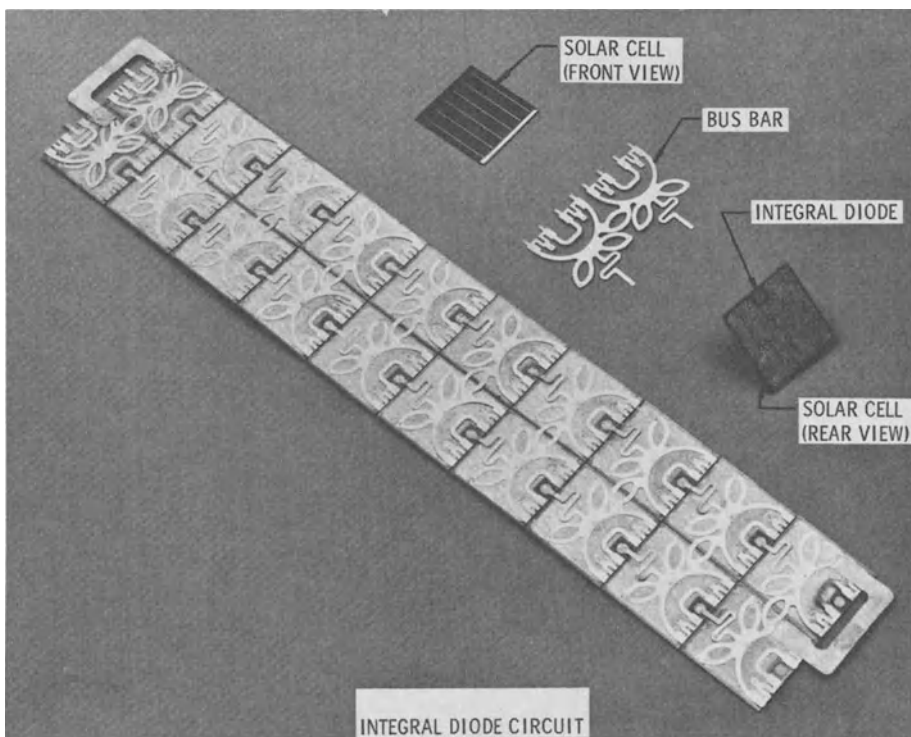 SOLAR CELL
(FRONT VIEW)
BUS BAR
INTEGRAL DIODE
SOLAR CELL
(REAR VIEW)
INTEGRAL DIODE CIRCUIT